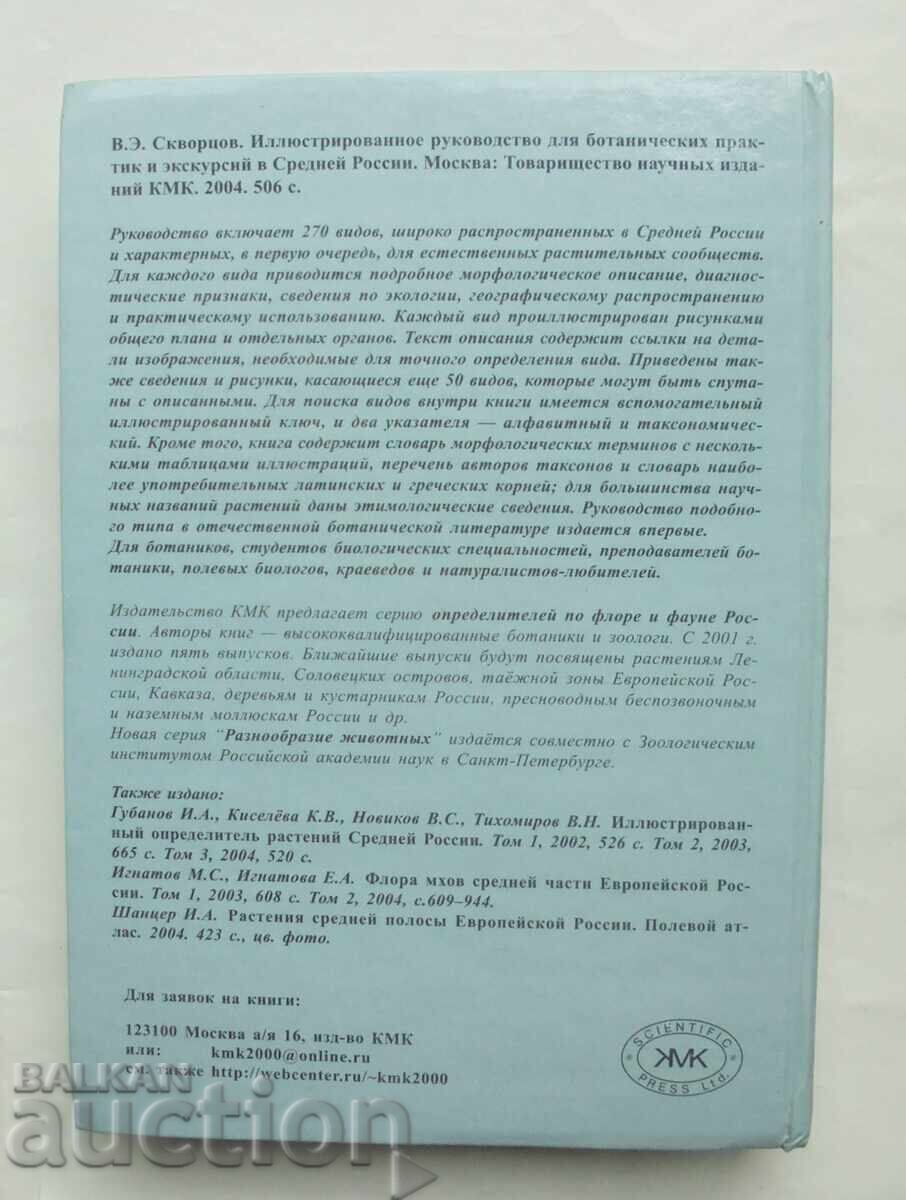 В.Э. Скворцов. Иллюстрированное руководство для ботанических прак-
тик и экскурсий в Средней России. Москва: Товарищество научных изда-
ний КМК. 2004. 506 с.
Руководство включает 270 видов, широко распространенных в Средней России
и характерных, в первую очередь, для естественных растительных сообществ.
Для каждого вида приводится подробное морфологическое описание, диагнос-
тические признаки, сведения по экологии, географическому распространению
и практическому использованию. Каждый вид проиллюстрирован рисунками
общего плана и отдельных органов. Текст описания содержит ссылки на дета-
ли изображения, необходимые для точного определения вида. Приведены так-
же сведения и рисунки, касающиеся еще 50 видов, которые могут быть спута-
ны с описанными. Для поиска видов внутри книги имеется вспомогательный
иллюстрированный ключ, и два указателя — алфавитный и таксономичес-
кий. Кроме того, книга содержит словарь морфологических терминов с несколь-
кими таблицами иллюстраций, перечень авторов таксонов и словарь наибо-
лее употребительных латинских и греческих корней; для большинства науч-
ных названий растений даны этимологические сведения. Руководство подобно-
го типа в отечественной ботанической литературе издается впервые.
Для ботаников, студентов биологических специальностей, преподавателей бо-
таники, полевых биологов, краеведов и натуралистов-любителей.
Издательство КМК предлагает серию определителей по флоре и фауне Рос-
сии. Авторы книг — высококвалифицированные ботаники и зоологи. С 2001 г.
издано пять выпусков. Ближайшие выпуски будут посвящены растениям Ле-
нинградской области, Соловецких островов, таёжной зоны Европейской Рос-
сии, Кавказа, деревьям и кустарникам России, пресноводным беспозвоночным
и наземным моллюскам России и др.
Новая серия "Разнообразие животных" издаётся совместно с Зоологическим
институтом Российской академии наук в Санкт-Петербурге.
Также издано:
Губанов И.А., Киселёва К.В., Новиков В.С., Тихомиров В.Н. Иллюстрирован-
ный определитель растений Средней России. Том 1, 2002, 526 с. Том 2, 2003,
665 с. Том 3, 2004, 520 с.
Игнатов М.С., Игнатова Е.А. Флора мхов средней части Европейской Рос-
сии. Том 1, 2003, 608 с. Том 2, 2004, с.609–944.
Шанцер И.А. Растения средней полосы Европейской России. Полевой ат-
лас. 2004. 423 с., цв. фото.
Для заявок на книги:
123100 Москва а/я 16, изд-во КМК
или: kmk2000@online.ru
см. также http://webcenter.ru/~kmk2000
SCIENTIFIC
KMK
PRESS Ltd.
BALKAN
auction